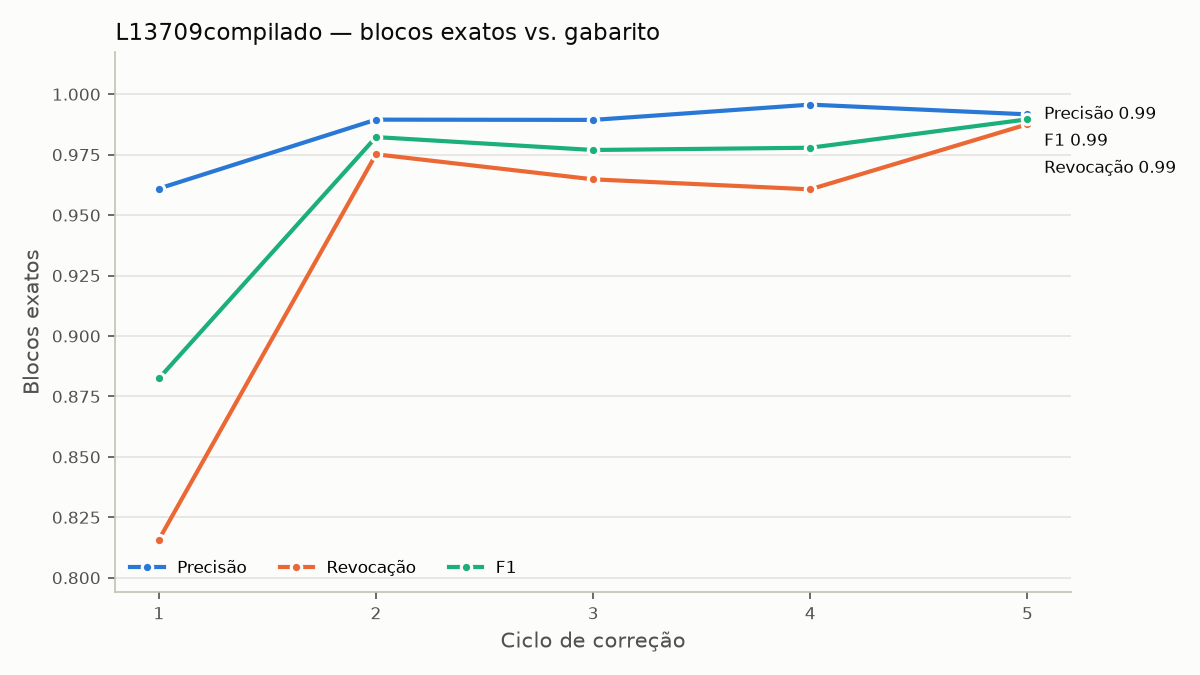 L13709compilado — blocos exatos vs. gabarito
1.000
0.975
0.950
0.925
0.900
0.875
0.850
0.825
0.800
Blocos exatos
Precisão 0.99
F1 0.99
Revocação 0.99
Precisão Revocação F1
1 2 3 4 5
Ciclo de correção